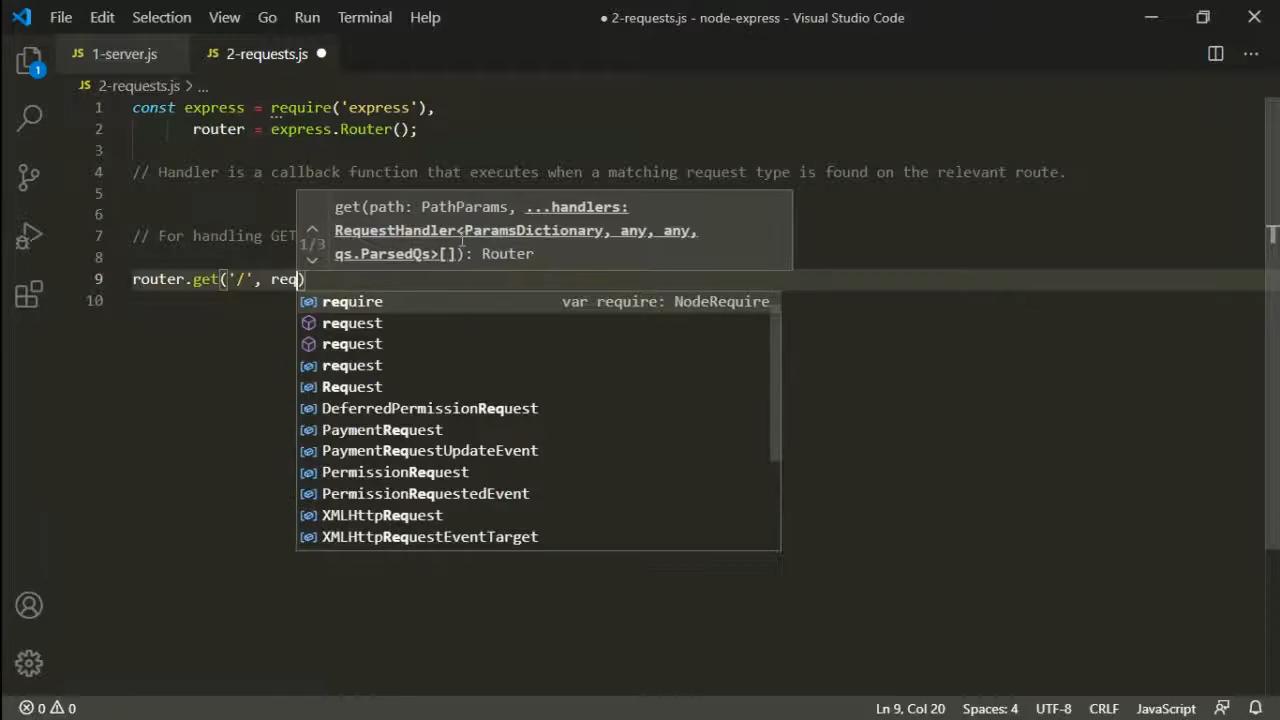 File Edit Selection View Go Run Terminal Help ● 2-requests.js - node-express - Visual Studio Code
JS 1-server.js JS 2-requests.js ●
JS 2-requests.js > ...
1 const express = require('express'),
2 router = express.Router();
3
4 // Handler is a callback function that executes when a matching request type is found on the relevant route.
5
6
7 // For handling GET
8
9 router.get('/', req)
10
1/3
get(path: PathParams, ...handlers:
RequestHandler<ParamsDictionary, any, any,
qs.ParsedQs>[]): Router
require var require: NodeRequire
request
request
request
Request
DeferredPermissionRequest
PaymentRequest
PaymentRequestUpdateEvent
PermissionRequest
PermissionRequestedEvent
XMLHttpRequest
XMLHttpRequestEventTarget
1
0 0 Ln 9, Col 20 Spaces: 4 UTF-8 CRLF JavaScript